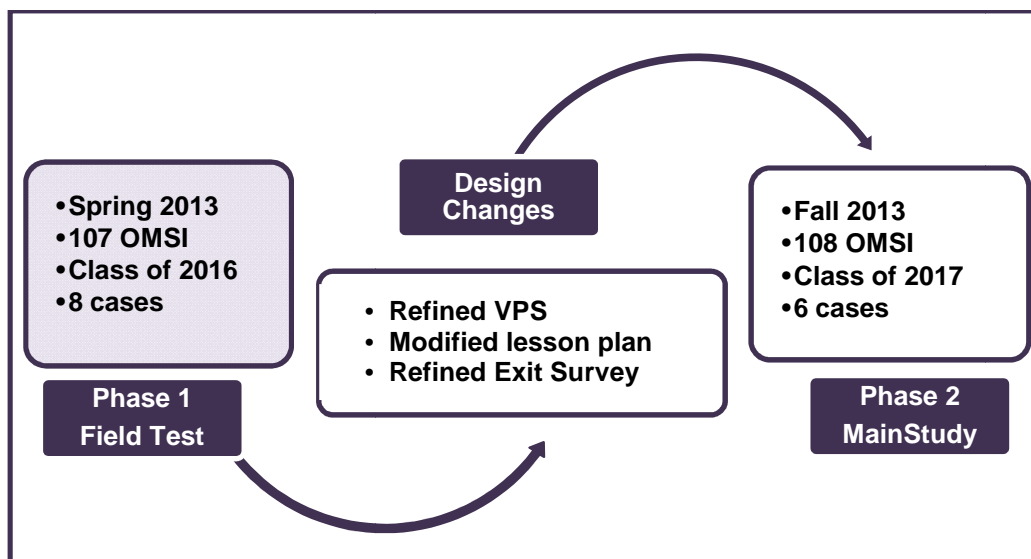 •Spring 2013
•107 OMSI
•Class of 2016
•8 cases
Phase 1
Field Test
Design
Changes
• Refined VPS
• Modified lesson plan
• Refined Exit Survey
•Fall 2013
•108 OMSI
•Class of 2017
•6 cases
Phase 2
MainStudy